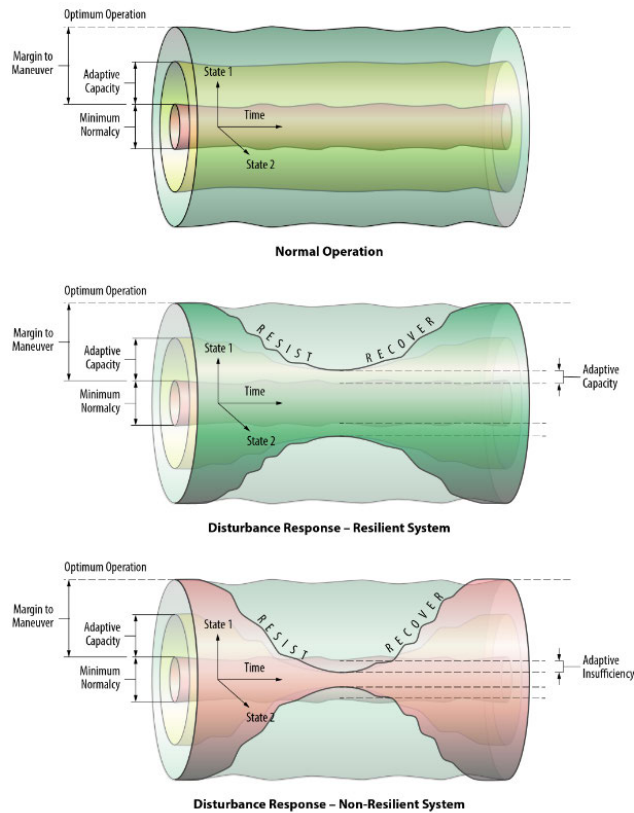 Optimum Operation
Margin to
Maneuver
Adaptive
Capacity
Minimum
Normalcy
State 1
Time
State 2
Normal Operation
Optimum Operation
Margin to
Maneuver
Adaptive
Capacity
Minimum
Normalcy
RESIST
RECOVER
State 1
Time
State 2
Adaptive
Capacity
Disturbance Response – Resilient System
Optimum Operation
Margin to
Maneuver
Adaptive
Capacity
Minimum
Normalcy
RESIST
RECOVER
State 1
Time
State 2
Adaptive
Insufficiency
Disturbance Response – Non-Resilient System